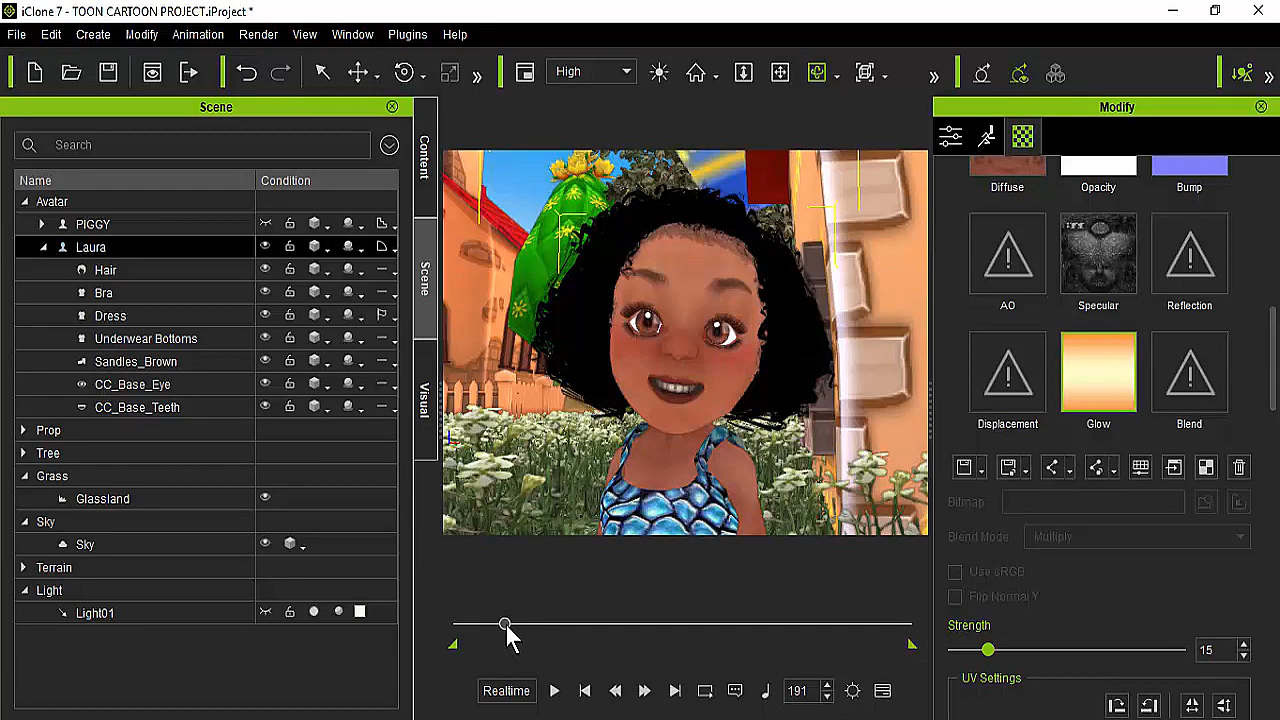 iClone 7 - TOON CARTOON PROJECT.iProject *
File Edit Create Modify Animation Render View Window Plugins Help
High
Scene
Search
Name Condition
Avatar
PIGGY
Laura
Hair
Bra
Dress
Underwear Bottoms
Sandles_Brown
CC_Base_Eye
CC_Base_Teeth
Prop
Tree
Grass
Glassland
Sky
Sky
Terrain
Light
Light01
Content
Scene
Visual
Realtime
191
Modify
Diffuse Opacity Bump
AO Specular Reflection
Displacement Glow Blend
Bitmap
Blend Mode Multiply
Use sRGB
Flip Normal Y
Strength
15
UV Settings